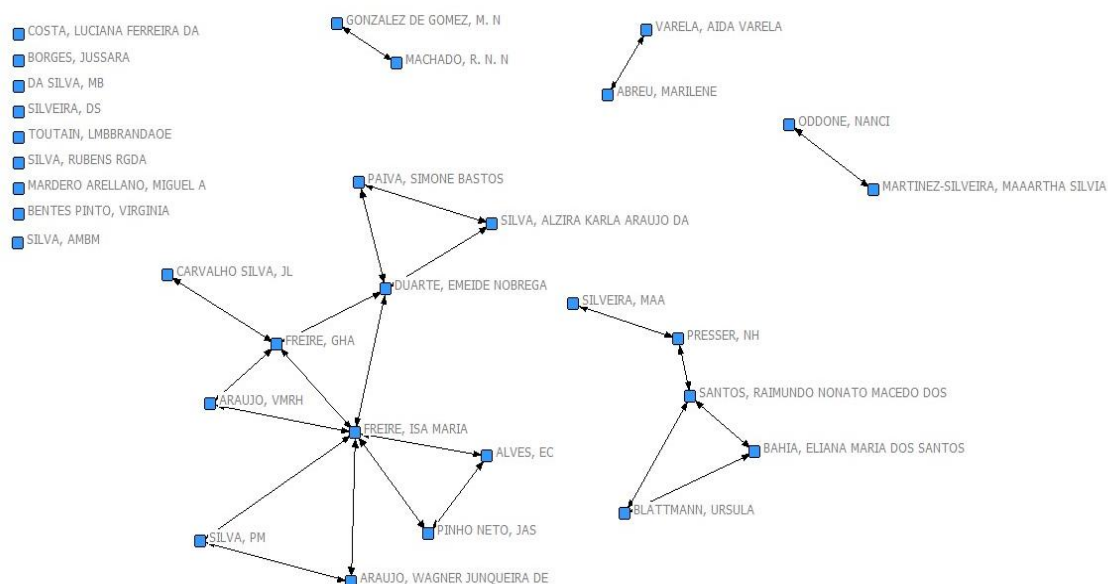 COSTA, LUCIANA FERREIRA DA
BORGES, JUSSARA
DA SILVA, MB
SILVEIRA, DS
TOUTAIN, LMBBRANDAOE
SILVA, RUBENS RGDA
MARDERO ARELLANO, MIGUEL A
BENTES PINTO, VIRGINIA
SILVA, AMBM
GONZALEZ DE GOMEZ, M. N
MACHADO, R. N. N
VARELA, AIDA VARELA
ABREU, MARILENE
ODDONE, NANCI
MARTINEZ-SILVEIRA, MAAARTHA SILVIA
PAIVA, SIMONE BASTOS
SILVA, ALZIRA KARLA ARAUJO DA
CARVALHO SILVA, JL
DUARTE, EMEIDE NOBREGA
FREIRE, GHA
ARAUJO, VMRH
FREIRE, ISA MARIA
ALVES, EC
PINHO NETO, JAS
SILVA, PM
ARAUJO, WAGNER JUNQUEIRA DE
SILVEIRA, MAA
PRESSER, NH
SANTOS, RAIMUNDO NONATO MACEDO DOS
BAHIA, ELIANA MARIA DOS SANTOS
BLATTMANN, URSULA